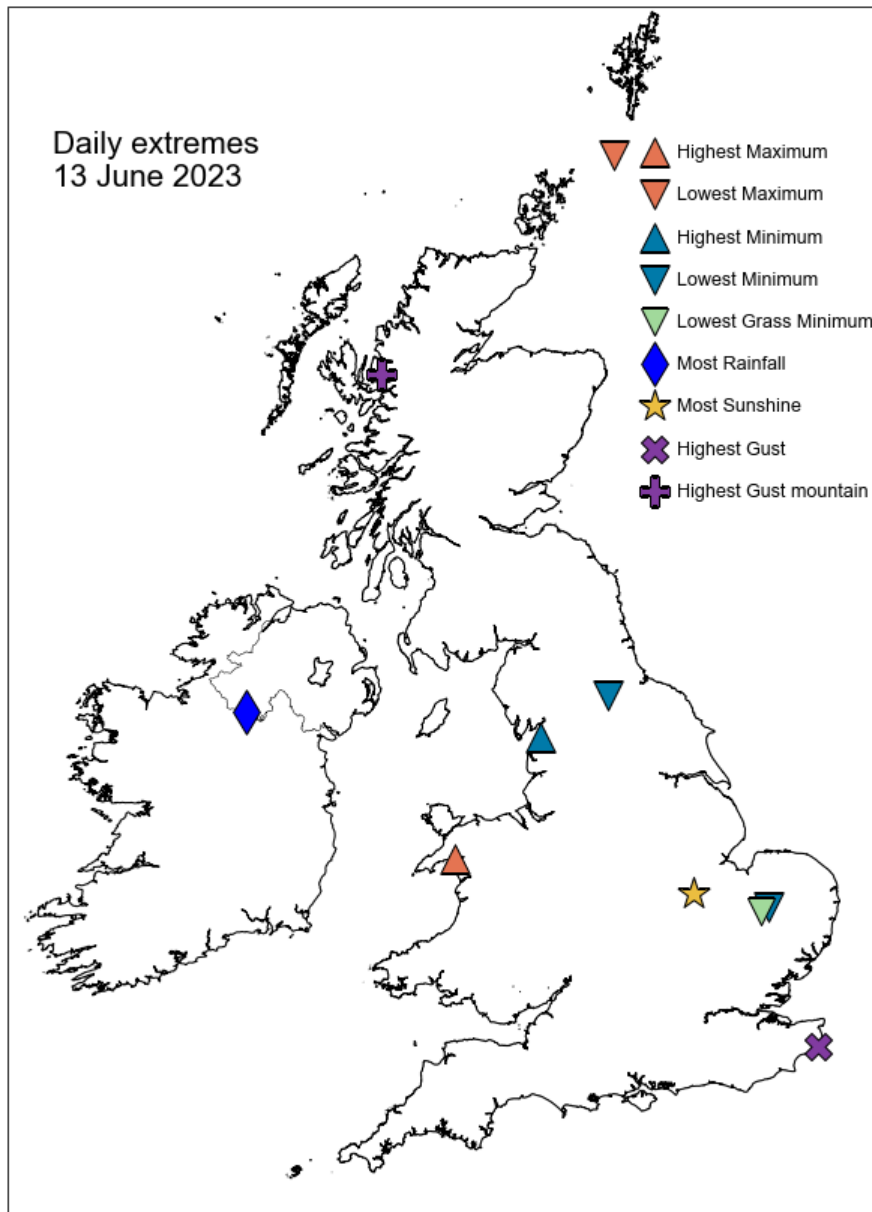 Daily extremes
13 June 2023
Highest Maximum
Lowest Maximum
Highest Minimum
Lowest Minimum
Lowest Grass Minimum
Most Rainfall
Most Sunshine
Highest Gust
Highest Gust mountain